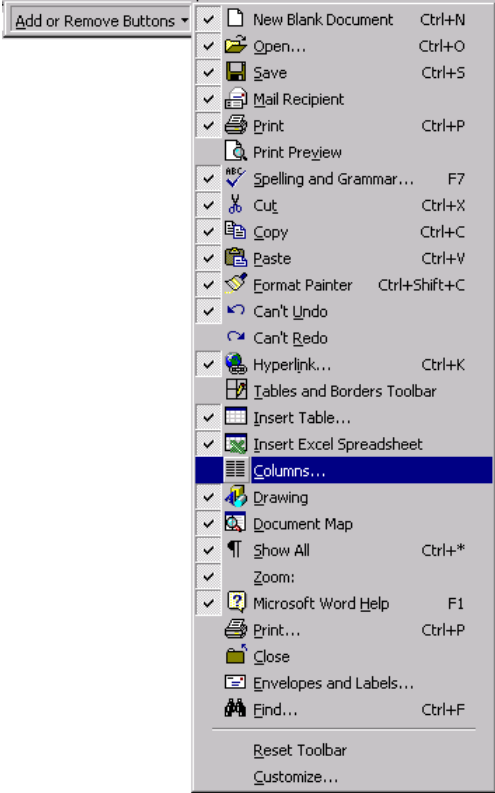 Add or Remove Buttons
New Blank Document Ctrl+N
Open... Ctrl+O
Save Ctrl+S
Mail Recipient
Print Ctrl+P
Print Preview
ABC Spelling and Grammar... F7
Cut Ctrl+X
Copy Ctrl+C
Paste Ctrl+V
Format Painter Ctrl+Shift+C
Can't Undo
Can't Redo
Hyperlink... Ctrl+K
Tables and Borders Toolbar
Insert Table...
Insert Excel Spreadsheet
Columns...
Drawing
Document Map
¶ Show All Ctrl+*
Zoom:
Microsoft Word Help F1
Print... Ctrl+P
Close
Envelopes and Labels...
Find... Ctrl+F
Reset Toolbar
Customize...